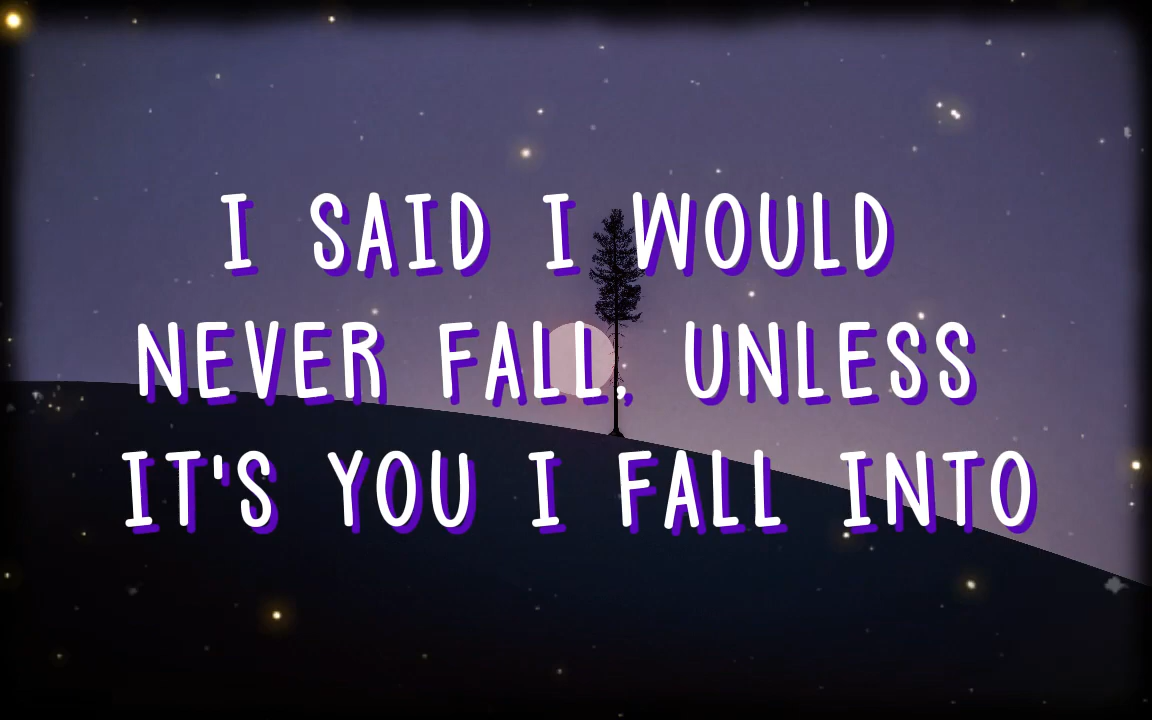 I SAID I WOULD
NEVER FALL, UNLESS
IT'S YOU I FALL INTO